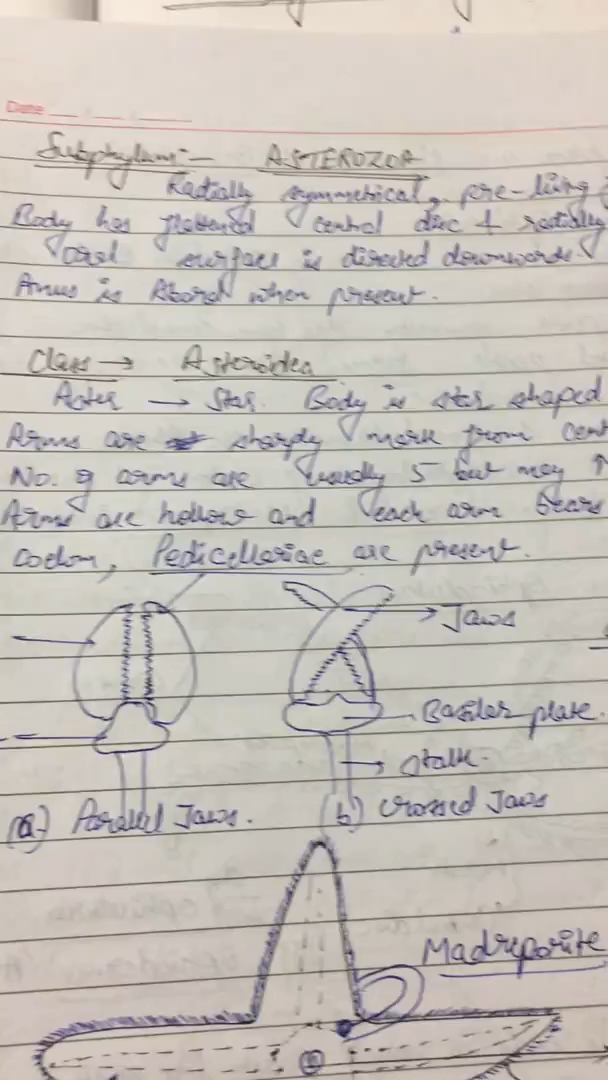 Date
Subphylum:- ASTEROZOA
Radially symmetrical, pre-living
Body has flattened central disc + radially
Oral surface is directed downwards.
Anus is Aboral when present.
Class → Asteroidea
Aster → Star. Body is star shaped
Arms are sharply mark from cent
No. of arms are usually 5 but may
Arms are hollow and each arm bears
Coelom, Pedicellariae are present.
Jaws
Basilar plate.
Stalk.
(a) Parallel Jaws. (b) Crossed Jaws
Madreporite